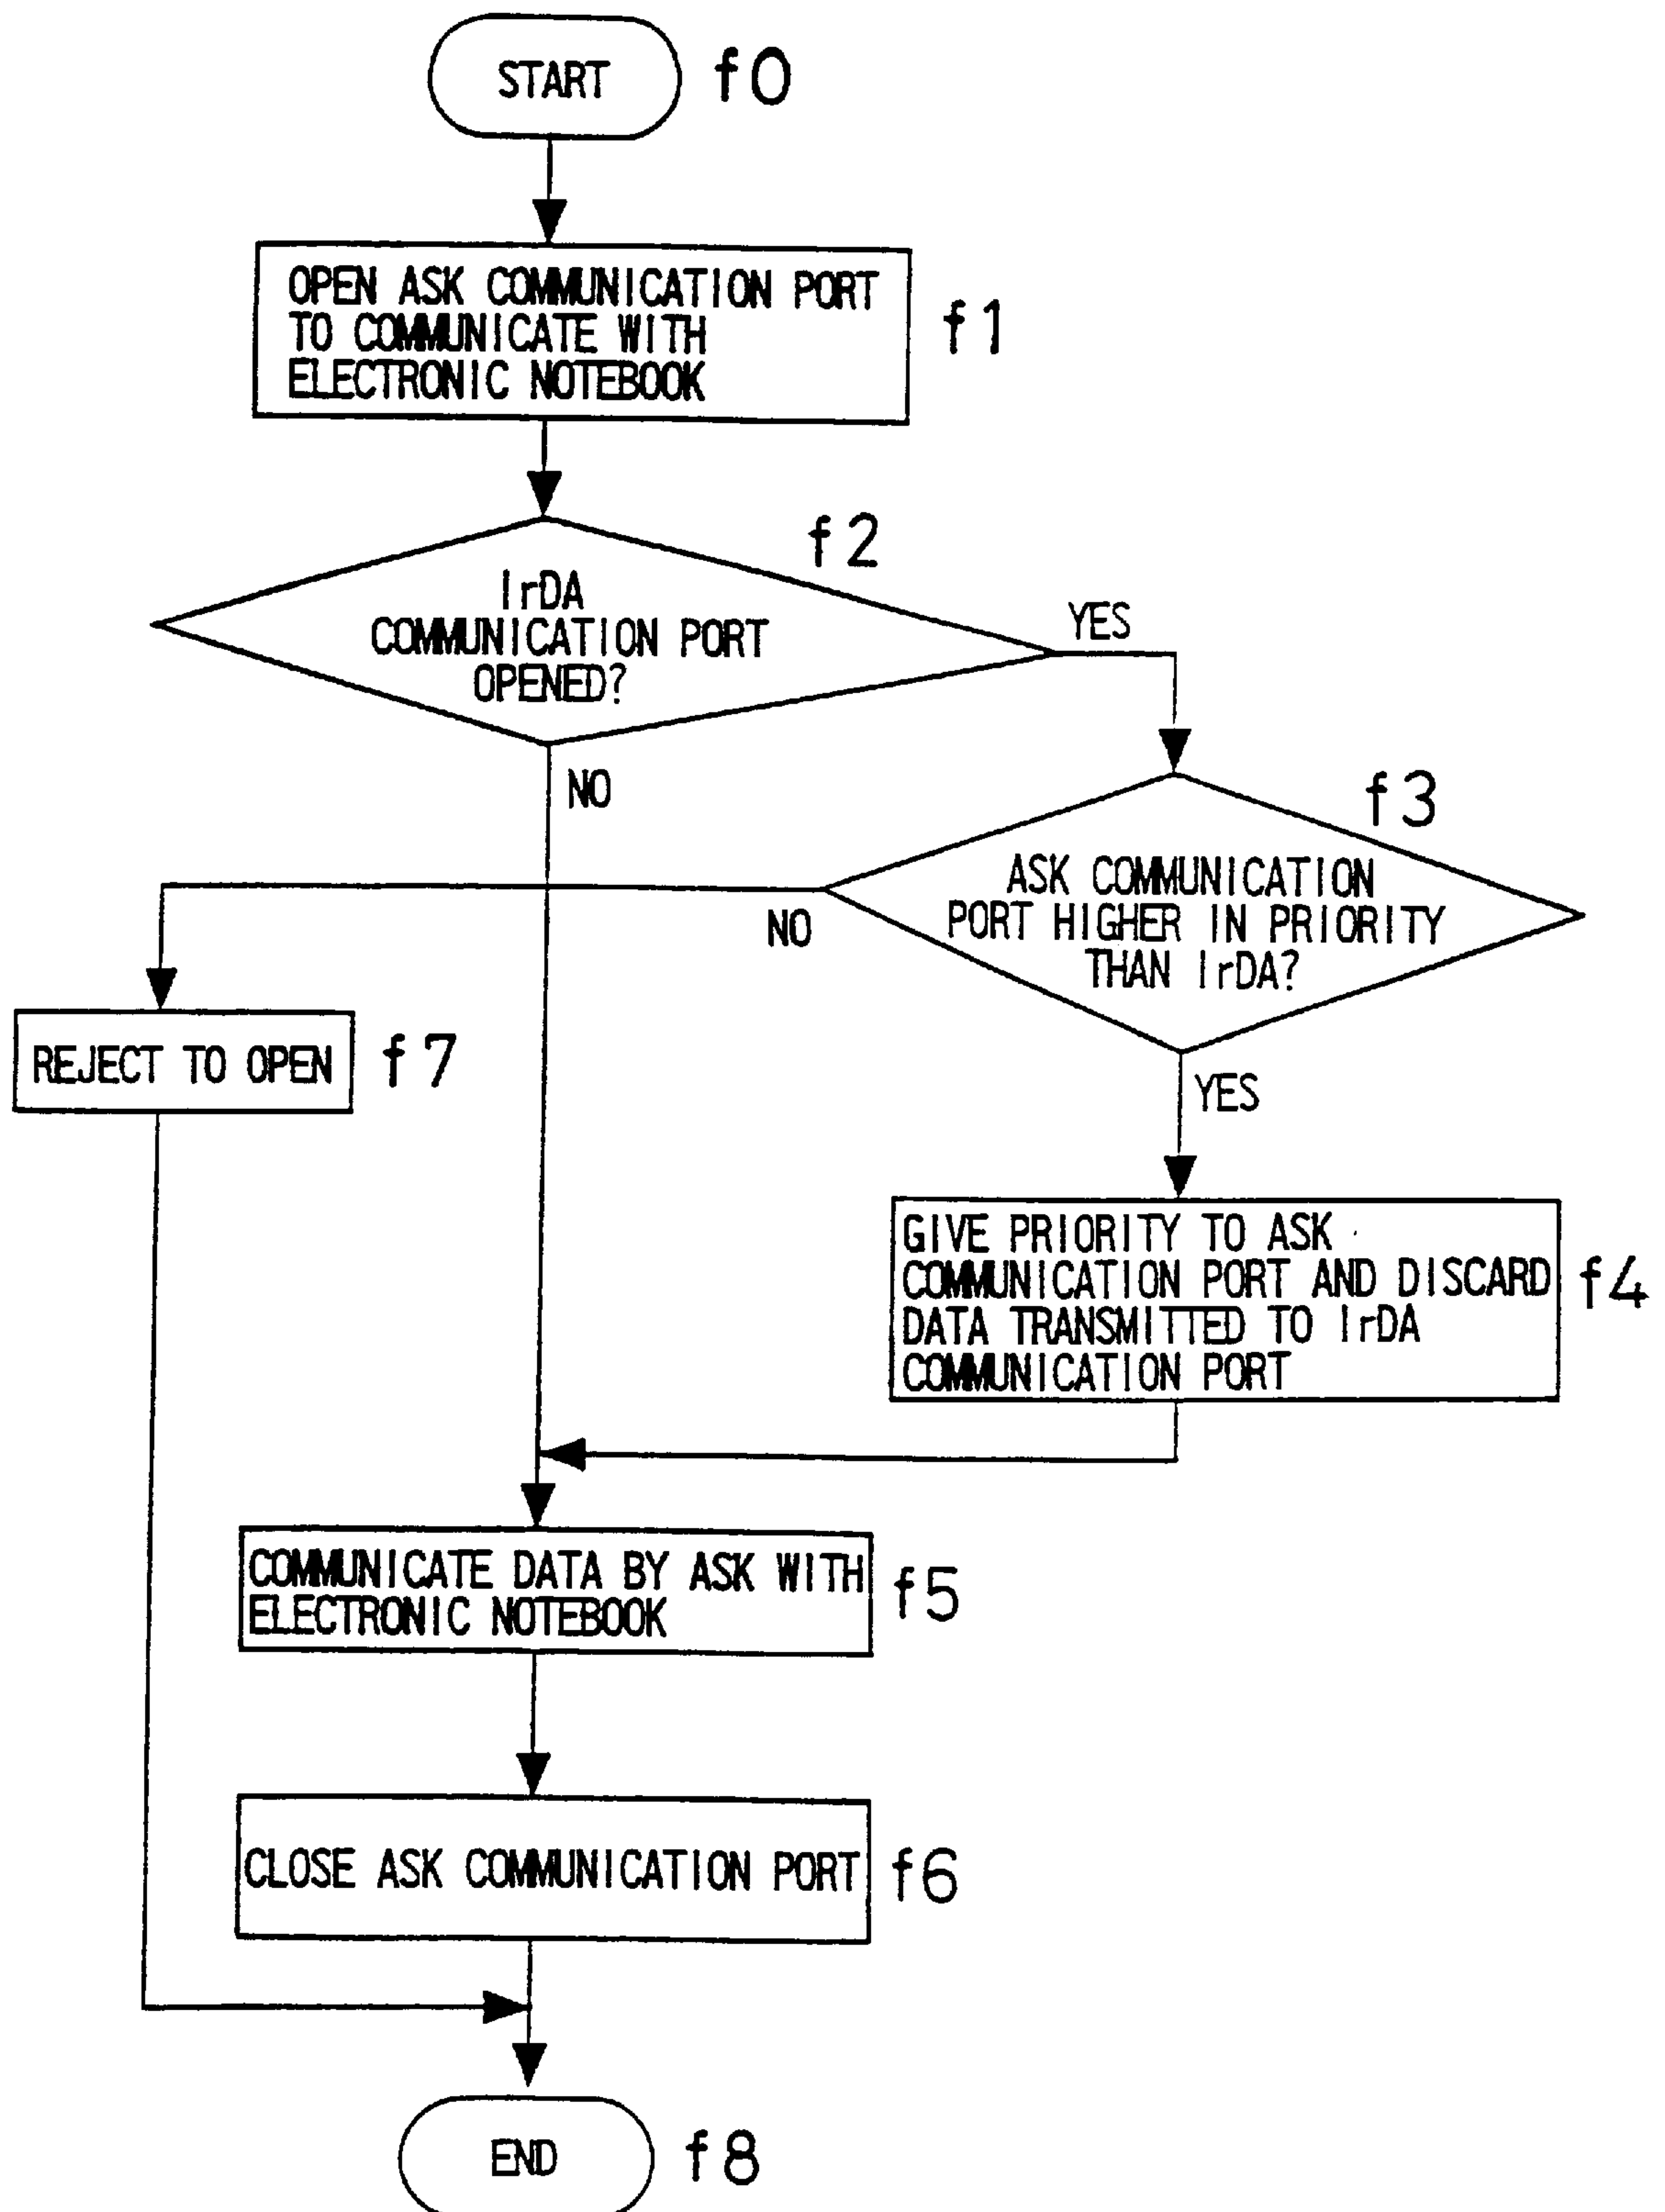 START
f0
OPEN ASK COMMUNICATION PORT
TO COMMUNICATE WITH
ELECTRONIC NOTEBOOK
f1
f2
IrDA
COMMUNICATION PORT
OPENED?
YES
NO
f3
ASK COMMUNICATION
PORT HIGHER IN PRIORITY
THAN IrDA?
NO
YES
REJECT TO OPEN
f7
GIVE PRIORITY TO ASK
COMMUNICATION PORT AND DISCARD
DATA TRANSMITTED TO IrDA
COMMUNICATION PORT
f4
COMMUNICATE DATA BY ASK WITH
ELECTRONIC NOTEBOOK
f5
CLOSE ASK COMMUNICATION PORT
f6
END
f8